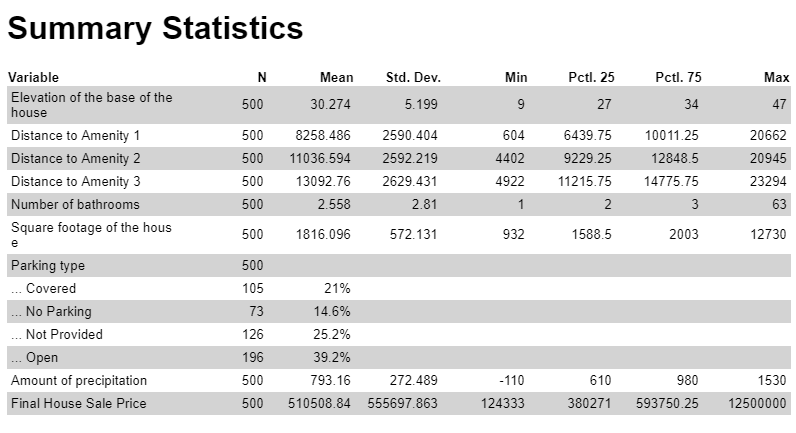 Summary Statistics
Variable N Mean Std. Dev. Min Pctl. 25 Pctl. 75 Max
Elevation of the base of the
house 500 30.274 5.199 9 27 34 47
Distance to Amenity 1 500 8258.486 2590.404 604 6439.75 10011.25 20662
Distance to Amenity 2 500 11036.594 2592.219 4402 9229.25 12848.5 20945
Distance to Amenity 3 500 13092.76 2629.431 4922 11215.75 14775.75 23294
Number of bathrooms 500 2.558 2.81 1 2 3 63
Square footage of the hous
e 500 1816.096 572.131 932 1588.5 2003 12730
Parking type 500
... Covered 105 21%
... No Parking 73 14.6%
... Not Provided 126 25.2%
... Open 196 39.2%
Amount of precipitation 500 793.16 272.489 -110 610 980 1530
Final House Sale Price 500 510508.84 555697.863 124333 380271 593750.25 12500000